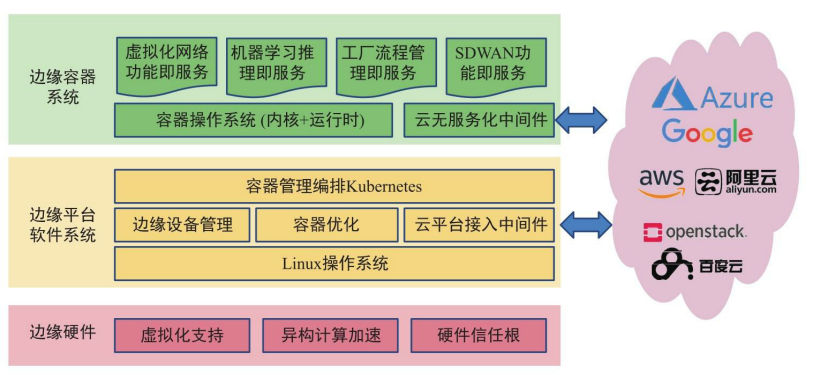 边缘容器
系统
虚拟化网络
功能即服务
机器学习推
理即服务
工厂流程管
理即服务
SDWAN功
能即服务
容器操作系统 (内核+运行时)
云无服务化中间件
边缘平台
软件系统
容器管理编排Kubernetes
边缘设备管理
容器优化
云平台接入中间件
Linux操作系统
边缘硬件
虚拟化支持
异构计算加速
硬件信任根
Azure
Google
aws
阿里云
aliyun.com
openstack.
百度云